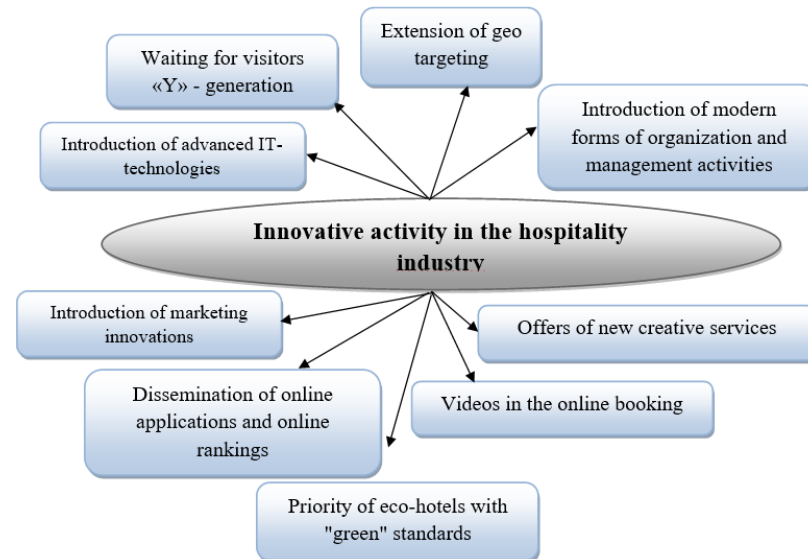 Extension of geo
targeting
Waiting for visitors
«Y» - generation
Introduction of modern
forms of organization and
management activities
Introduction of advanced IT-
technologies
Innovative activity in the hospitality
industry
Introduction of marketing
innovations
Offers of new creative services
Dissemination of online
applications and online
rankings
Videos in the online booking
Priority of eco-hotels with
"green" standards